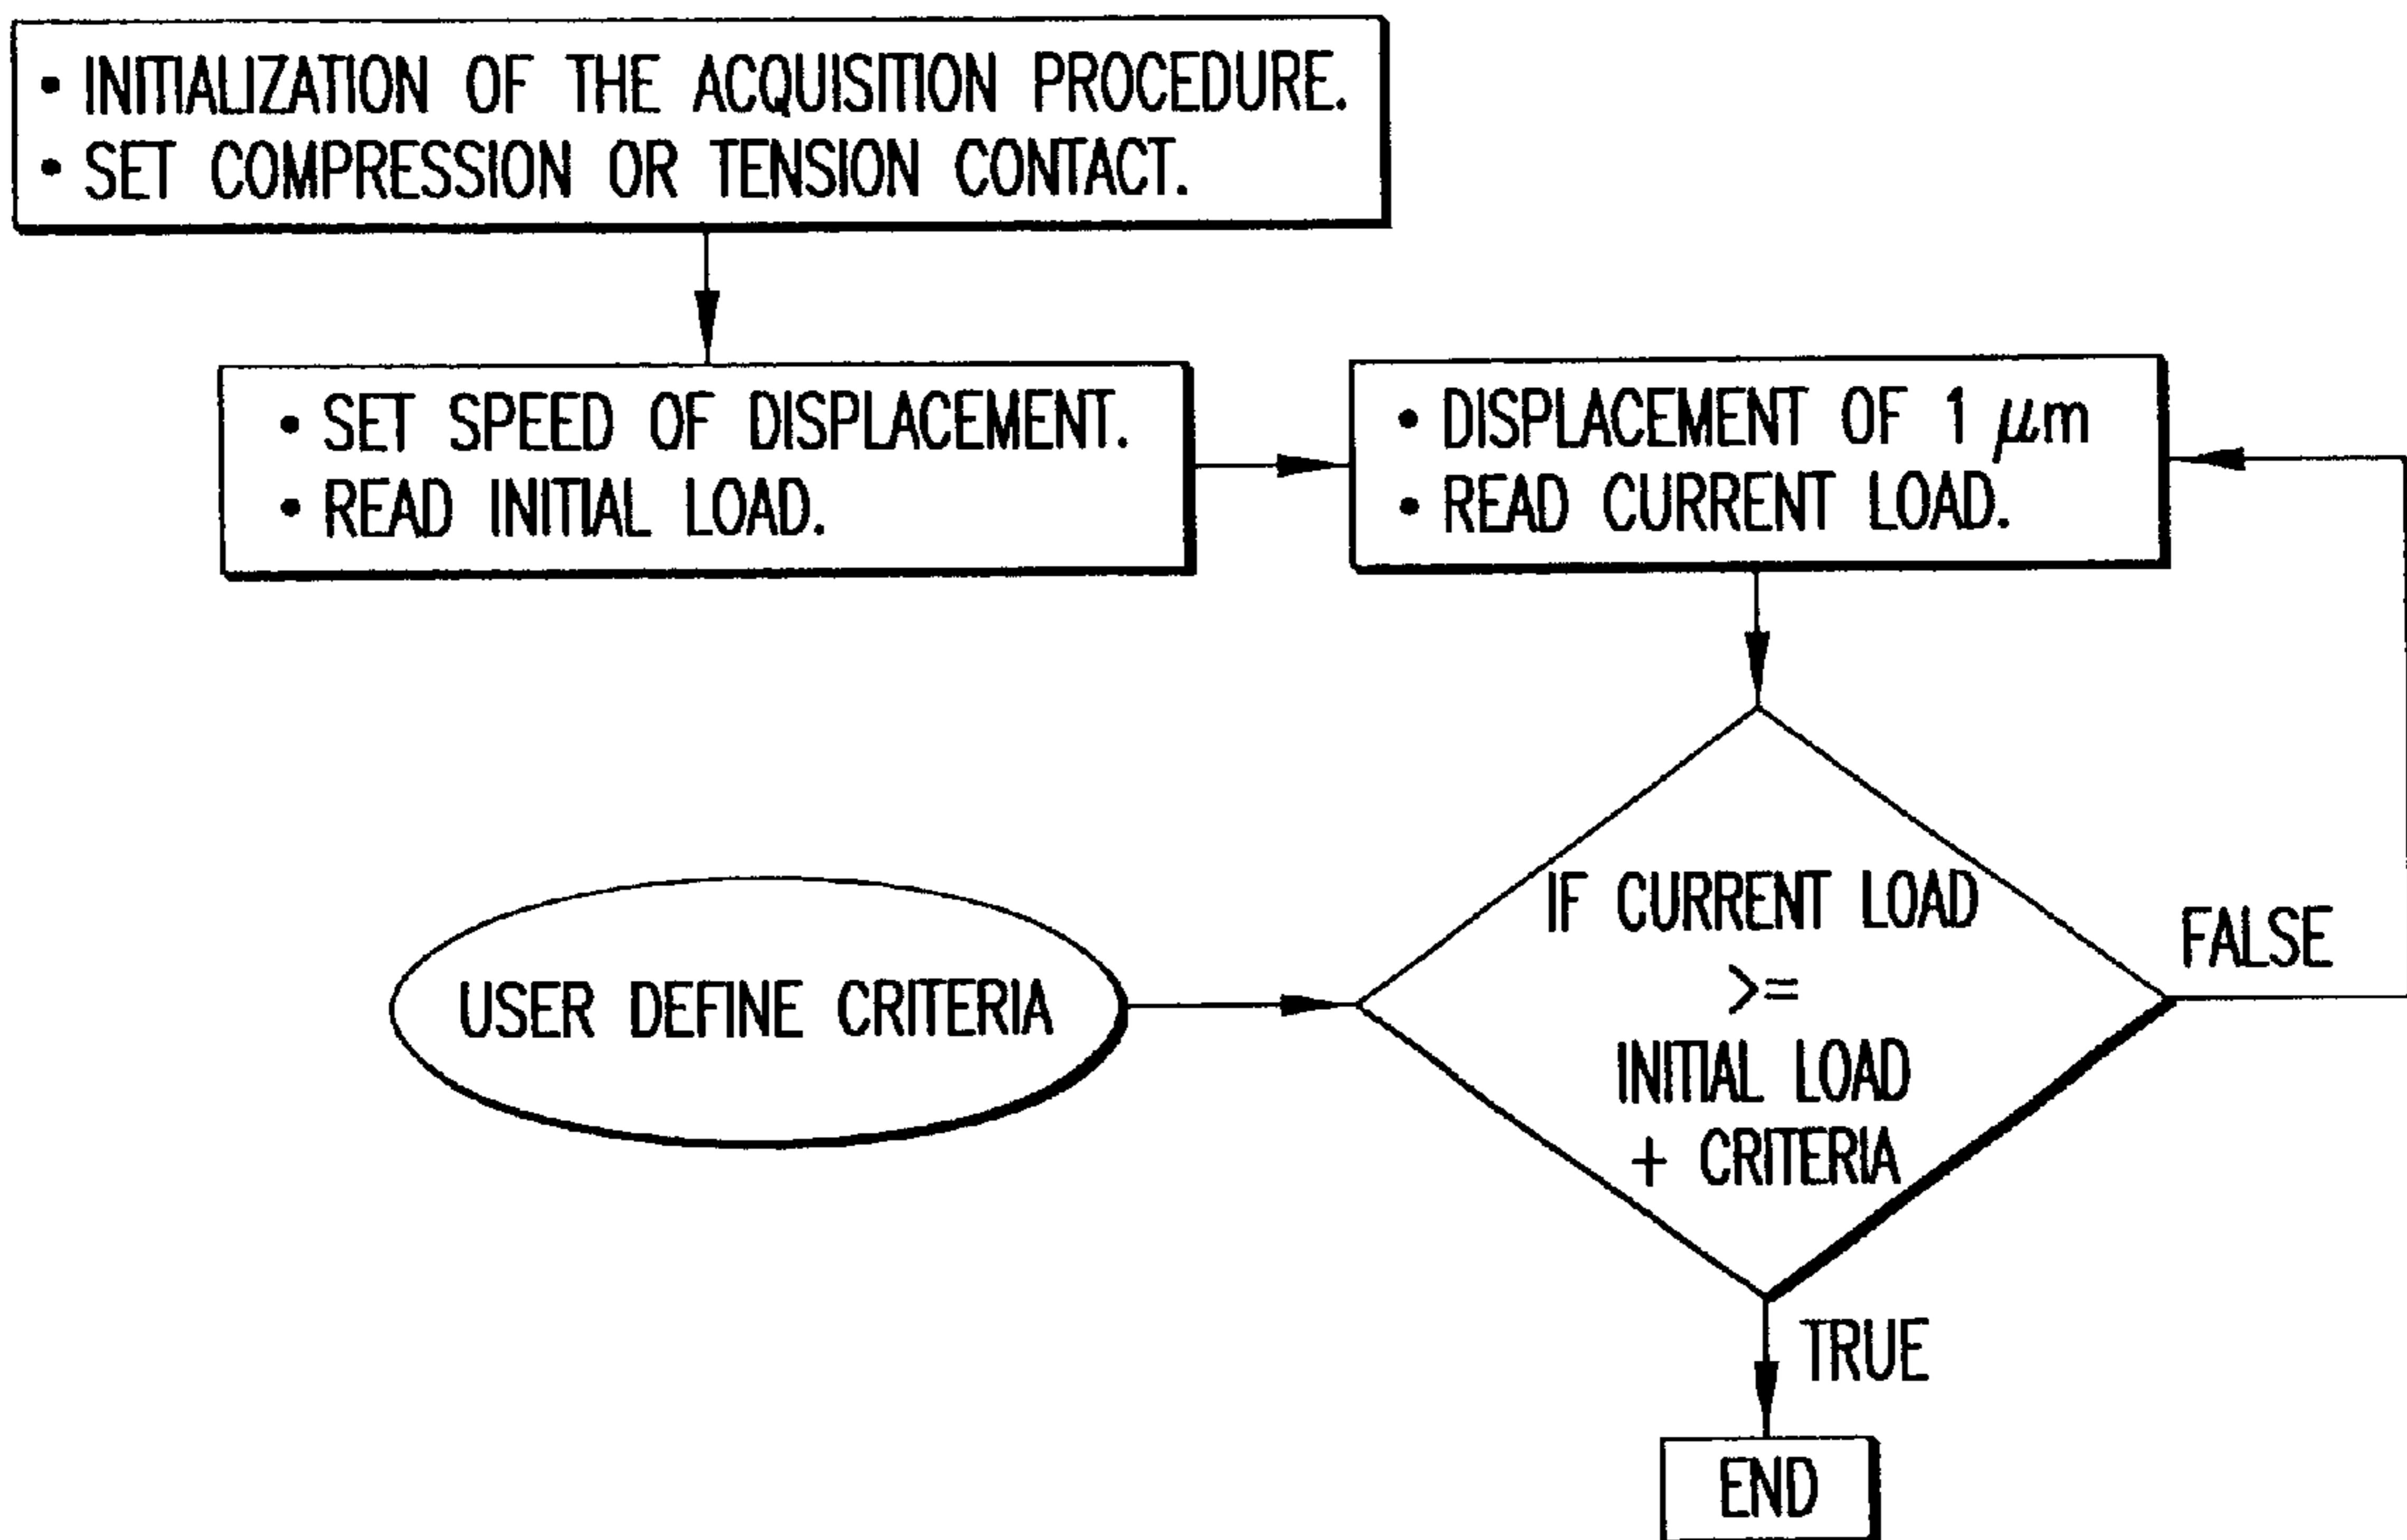 • INITIALIZATION OF THE ACQUISITION PROCEDURE.
• SET COMPRESSION OR TENSION CONTACT.
• SET SPEED OF DISPLACEMENT.
• READ INITIAL LOAD.
• DISPLACEMENT OF 1 μm
• READ CURRENT LOAD.
IF CURRENT LOAD
>=
INITIAL LOAD
+ CRITERIA
FALSE
USER DEFINE CRITERIA
TRUE
END